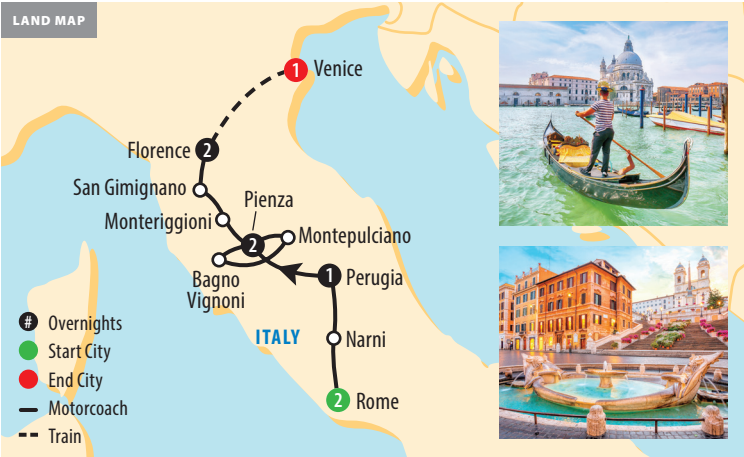 LAND MAP
1 Venice
Florence 2
San Gimignano
Pienza
Monteriggioni
2
Montepulciano
Bagno
Vignoni
1 Perugia
ITALY
Narni
2 Rome
# Overnights
Start City
End City
Motorcoach
Train